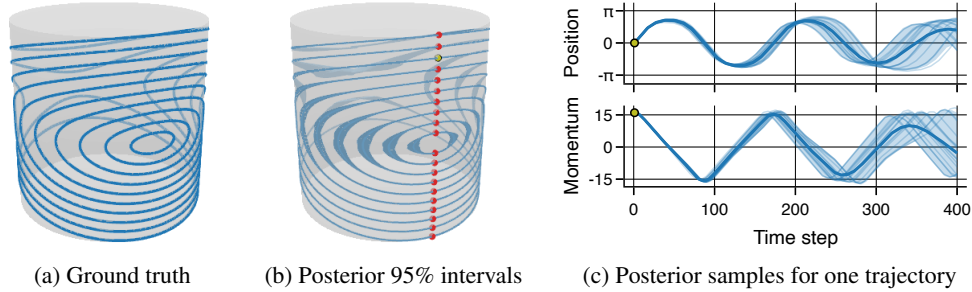 π
0
-π
Position
15
0
-15
Momentum
0 100 200 300 400
Time step
(a) Ground truth (b) Posterior 95% intervals (c) Posterior samples for one trajectory